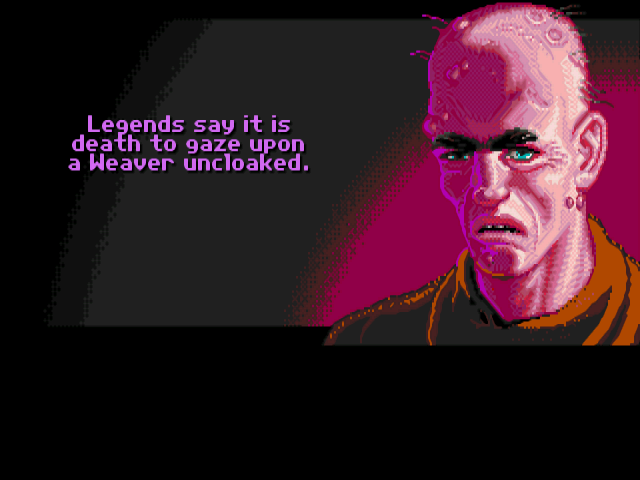 Legends say it is
death to gaze upon
a Weaver uncloaked.